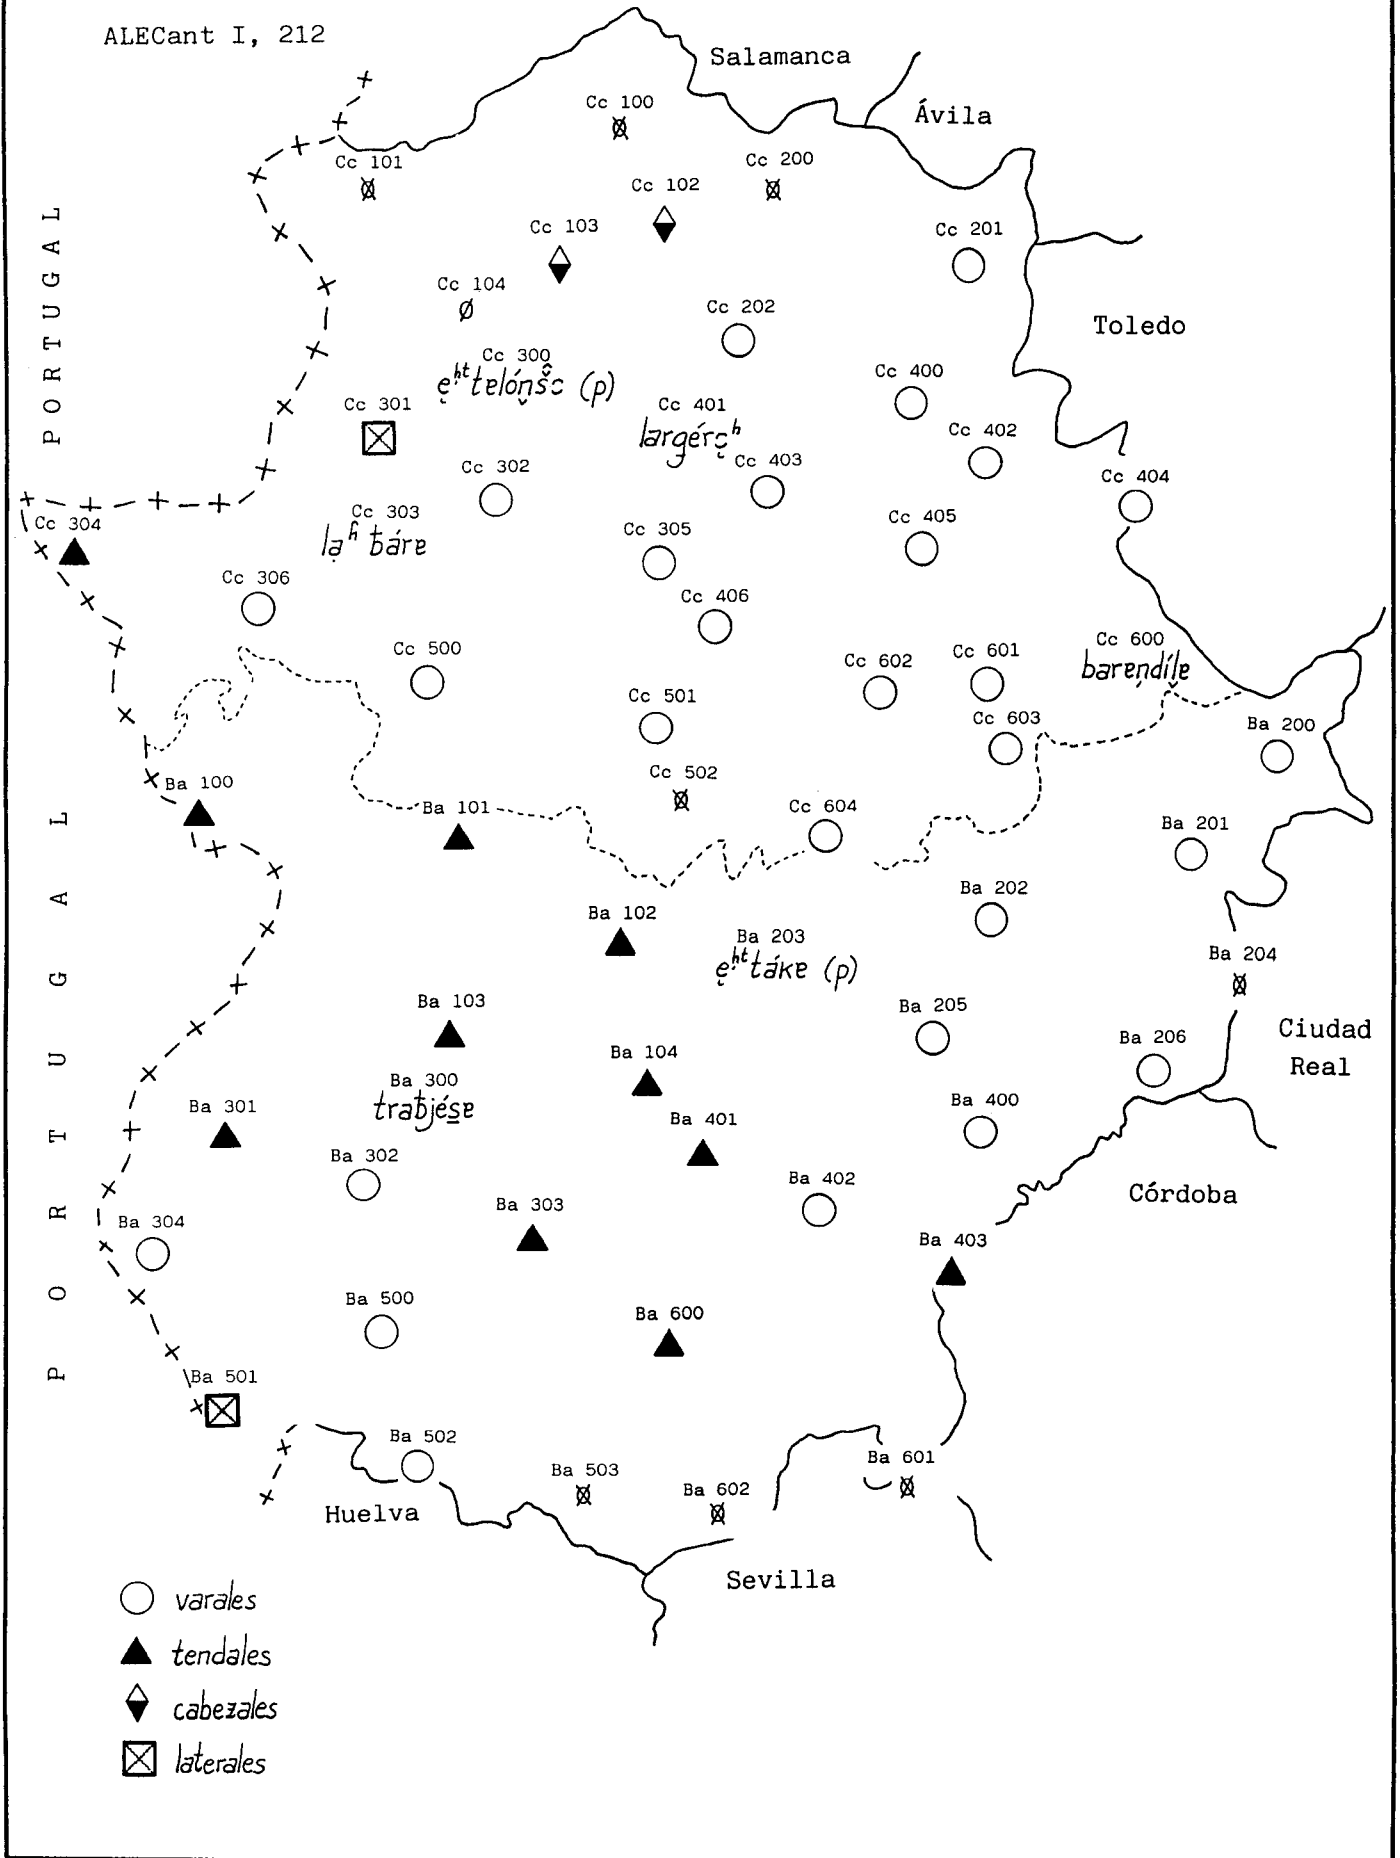 ALECant I, 212
Salamanca
Ávila
Cc 100
Cc 101
Cc 200
Cc 102
Cc 103
Cc 201
Cc 104
Cc 202
Toledo
PORTUGAL
Cc 300
Cc 400
Cc 301
Cc 401
Cc 402
Cc 302
Cc 403
Cc 404
Cc 303
Cc 405
Cc 304
Cc 305
Cc 306
Cc 406
Cc 500
Cc 600
Cc 601
Cc 602
Cc 501
Cc 603
Ba 200
Cc 502
Ba 100
Ba 101
Cc 604
Ba 201
Ba 202
Ba 102
Ba 203
Ba 204
Ba 103
Ba 205
Ciudad
Real
Ba 206
Ba 104
Ba 300
Ba 301
Ba 401
Ba 400
Ba 302
Ba 402
Córdoba
Ba 303
Ba 304
Ba 403
Ba 500
Ba 600
PORTUGAL
Ba 501
Ba 502
Ba 503
Ba 601
Ba 602
Huelva
Sevilla
varales
tendales
cabezales
laterales